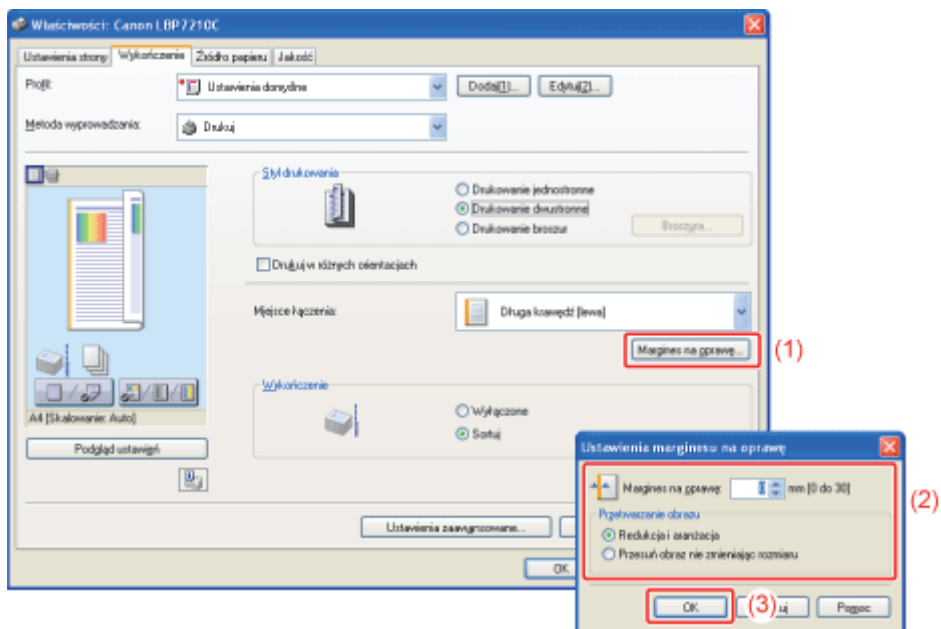 Właściwości: Canon LBP7210C
Ustawienia strony Wykończenie Źródło papieru Jakość
Profil: Ustawienia domyślne Dodaj(1)... Edytuj(2)...
Metoda wyprowadzania: Drukuj
Styl drukowania
Drukowanie jednostronne
Drukowanie dwustronne
Drukowanie broszur Broszura...
Drukuj w różnych orientacjach
Miejsce łączenia: Długa krawędź [lewa]
Margines na oprawę... (1)
Wykończenie
Wyłączone
Sortuj
A4 [Skalowanie: Auto]
Podgląd ustawień
Ustawienia zaawansowane...
OK
Ustawienia marginesu na oprawę
Margines na oprawę: mm [0 do 30]
(2)
Przetwarzanie obrazu
Redukcja i aranżacja
Przesuń obraz nie zmieniając rozmiaru
OK (3) uj Pomoc